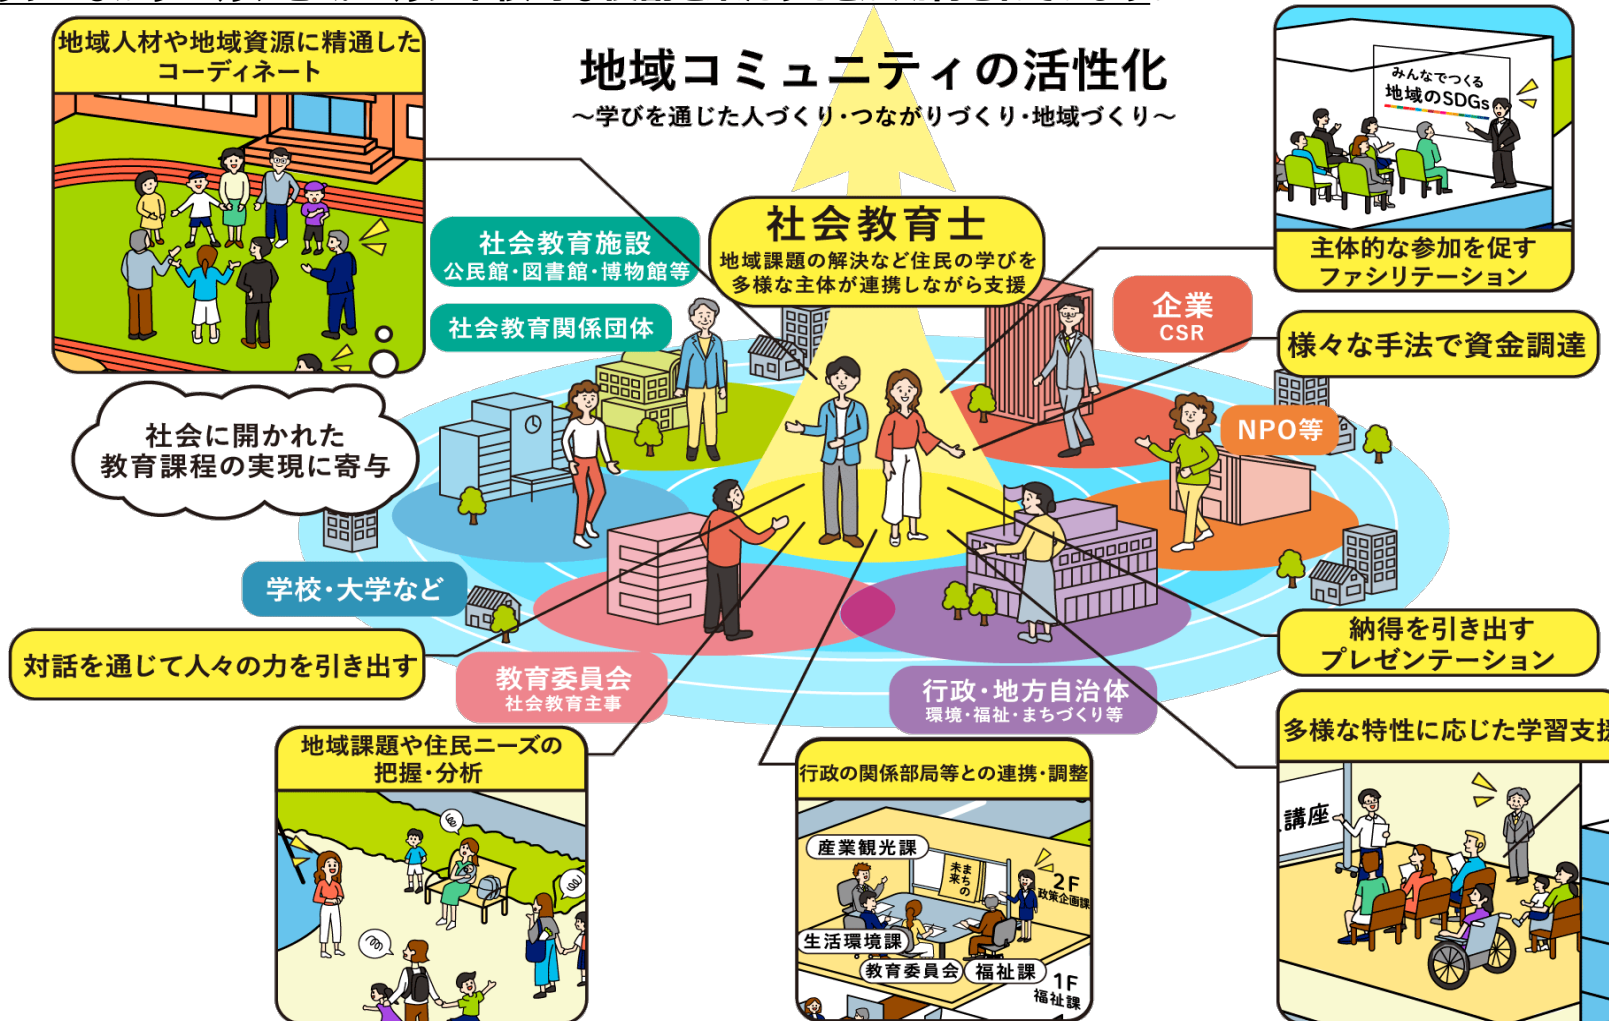 地域コミュニティの活性化
～学びを通じた人づくり･つながりづくり･地域づくり～
地域人材や地域資源に精通した
コーディネート
みんなでつくる
地域のSDGs
主体的な参加を促す
ファシリテーション
社会教育士
地域課題の解決など住民の学びを
多様な主体が連携しながら支援
社会教育施設
公民館･図書館･博物館等
社会教育関係団体
企業
CSR
様々な手法で資金調達
社会に開かれた
教育課程の実現に寄与
NPO等
学校･大学など
対話を通じて人々の力を引き出す
教育委員会
社会教育主事
行政･地方自治体
環境･福祉･まちづくり等
納得を引き出す
プレゼンテーション
地域課題や住民ニーズの
把握･分析
行政の関係部局等との連携･調整
産業観光課
まちの
未来
2F
政策企画課
生活環境課
教育委員会
福祉課
1F
福祉課
多様な特性に応じた学習支援
講座